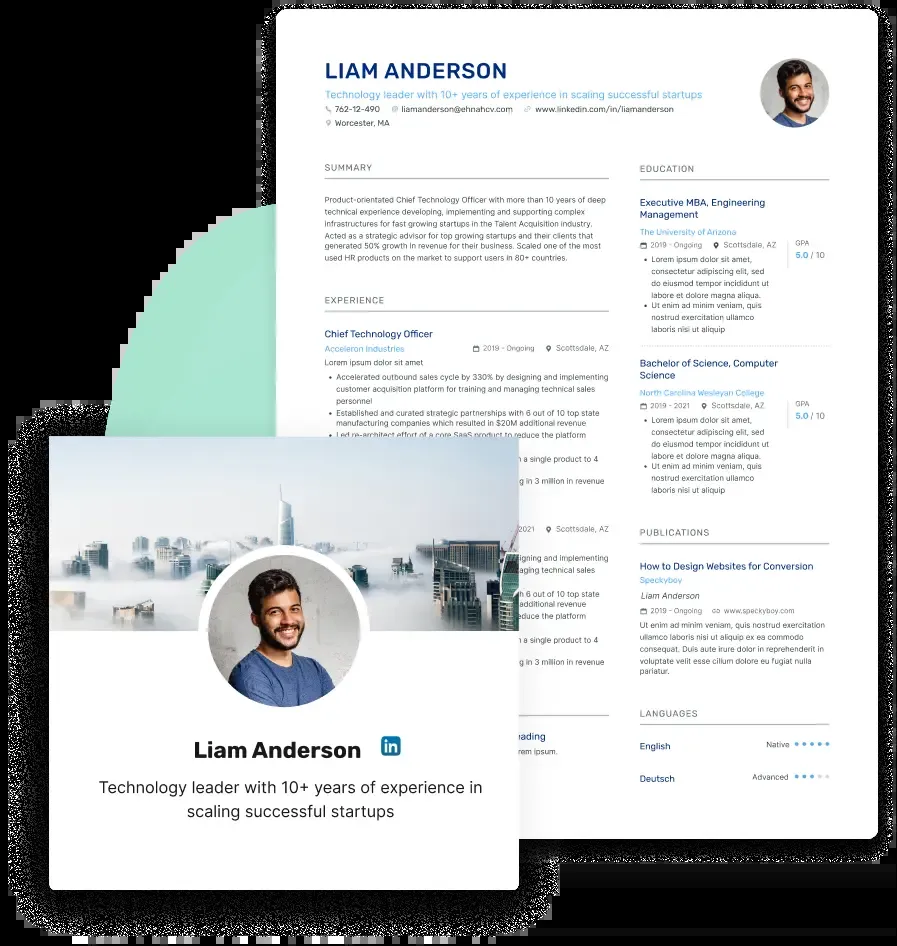 LIAM ANDERSON
Technology leader with 10+ years of experience in scaling successful startups
762-12-490 liamanderson@ehnahcv.com www.linkedin.com/in/liamanderson
Worcester, MA
SUMMARY
Product-orientated Chief Technology Officer with more than 10 years of deep
technical experience developing, implementing and supporting complex
infrastructures for fast growing startups in the Talent Acquisition industry.
Acted as a strategic advisor for top growing startups and their clients that
generated 50% growth in revenue for their business. Scaled one of the most
used HR products on the market to support users in 80+ countries.
EXPERIENCE
Chief Technology Officer
Acceleron Industries 2019 - Ongoing Scottsdale, AZ
Lorem ipsum dolor sit amet
• Accelerated outbound sales cycle by 330% by designing and implementing
customer acquisition platform for training and managing technical sales
personnel
• Established and curated strategic partnerships with 6 out of 10 top state
manufacturing companies which resulted in $20M additional revenue
• Led re-architect effort of a core SaaS product to reduce the platform
a single product to 4
g in 3 million in revenue
2021 Scottsdale, AZ
igning and implementing
aging technical sales
h 6 out of 10 top state
additional revenue
uce the platform
a single product to 4
g in 3 million in revenue
eading
rem ipsum.
EDUCATION
Executive MBA, Engineering
Management
The University of Arizona
2019 - Ongoing Scottsdale, AZ
GPA
5.0 / 10
• Lorem ipsum dolor sit amet,
consectetur adipiscing elit, sed
do eiusmod tempor incididunt ut
labore et dolore magna aliqua.
• Ut enim ad minim veniam, quis
nostrud exercitation ullamco
laboris nisi ut aliquip
Bachelor of Science, Computer
Science
North Carolina Wesleyan College
2019 - 2021 Scottsdale, AZ
GPA
5.0 / 10
• Lorem ipsum dolor sit amet,
consectetur adipiscing elit, sed
do eiusmod tempor incididunt ut
labore et dolore magna aliqua.
• Ut enim ad minim veniam, quis
nostrud exercitation ullamco
laboris nisi ut aliquip
PUBLICATIONS
How to Design Websites for Conversion
Speckyboy
Liam Anderson
2019 - Ongoing www.speckyboy.com
Ut enim ad minim veniam, quis nostrud exercitation
ullamco laboris nisi ut aliquip ex ea commodo
consequat. Duis aute irure dolor in reprehenderit in
voluptate velit esse cillum dolore eu fugiat nulla
pariatur.
LANGUAGES
English Native
Deutsch Advanced
Liam Anderson in
Technology leader with 10+ years of experience in
scaling successful startups